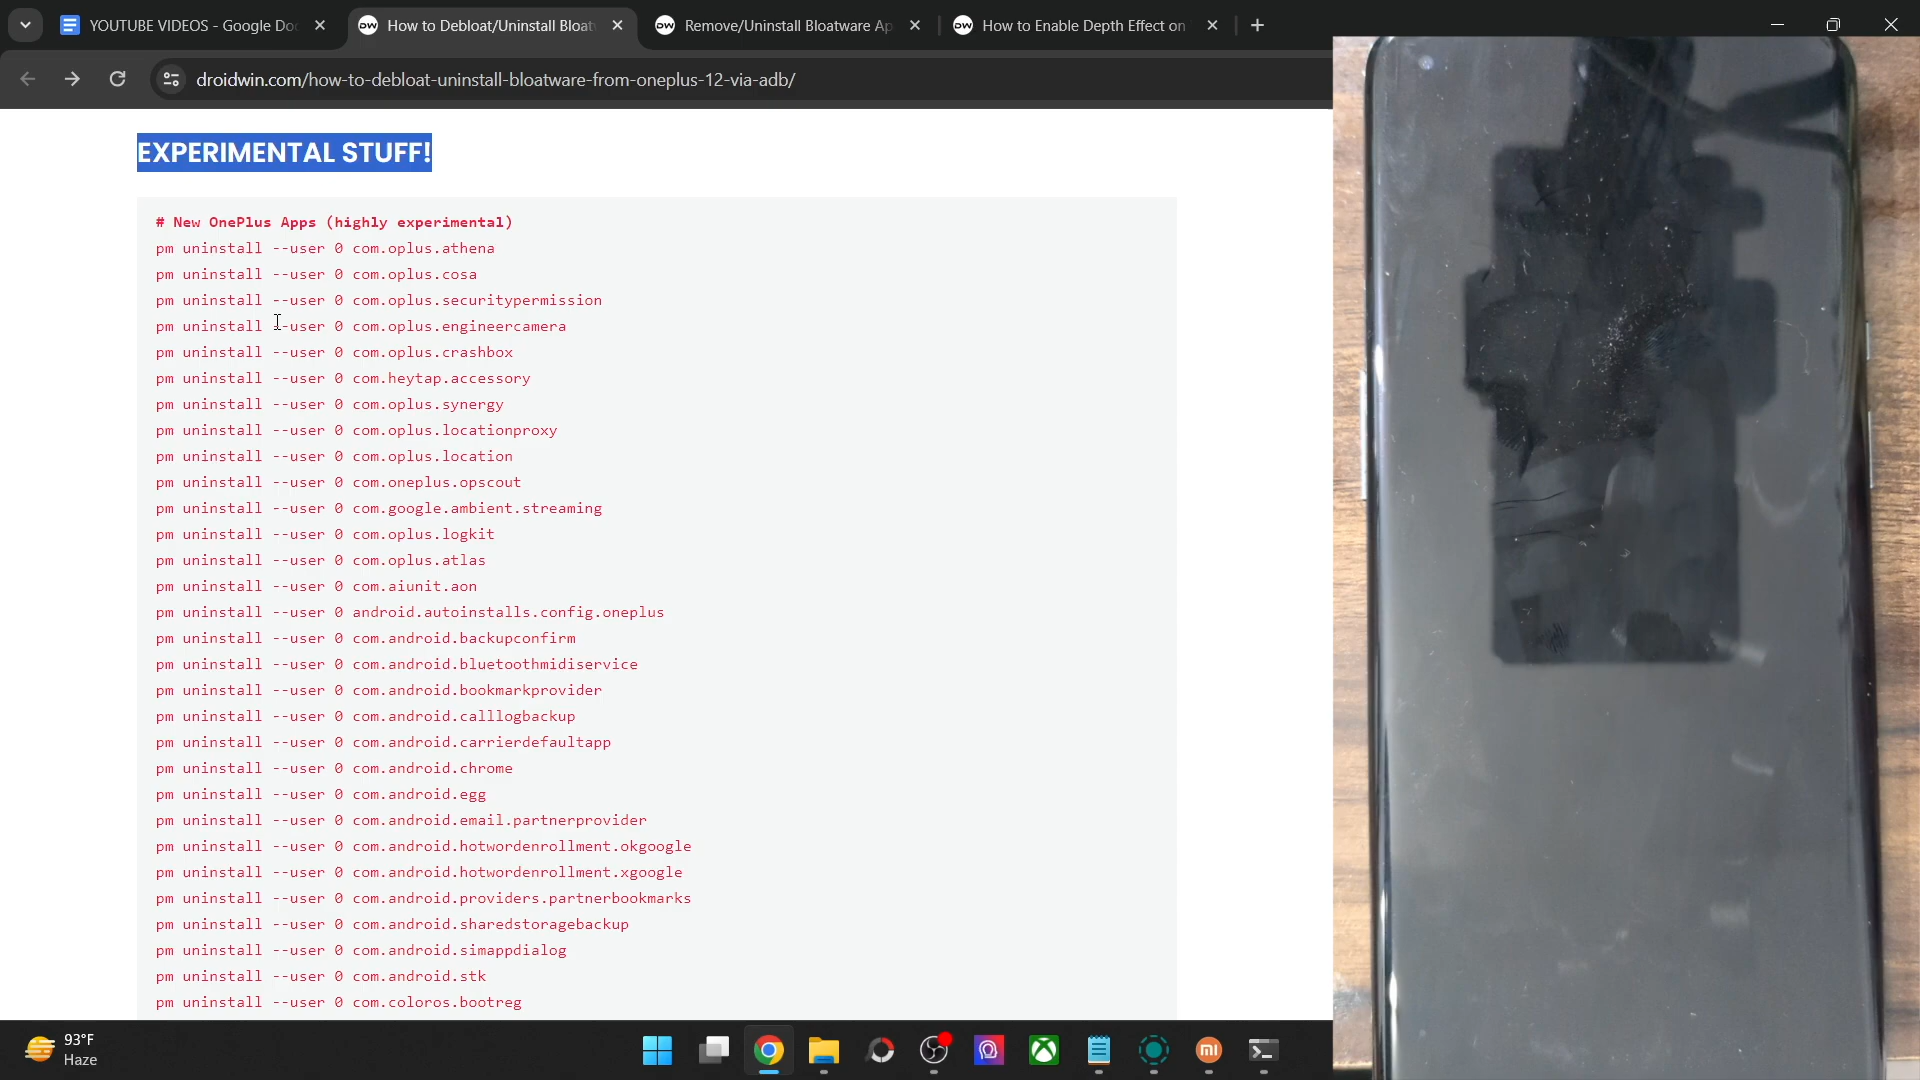 YOUTUBE VIDEOS - Google Doc
How to Debloat/Uninstall Bloat
Remove/Uninstall Bloatware Ap
How to Enable Depth Effect on
droidwin.com/how-to-debloat-uninstall-bloatware-from-oneplus-12-via-adb/
EXPERIMENTAL STUFF!
# New OnePlus Apps (highly experimental)
pm uninstall --user 0 com.oplus.athena
pm uninstall --user 0 com.oplus.cosa
pm uninstall --user 0 com.oplus.securitypermission
pm uninstall --user 0 com.oplus.engineercamera
pm uninstall --user 0 com.oplus.crashbox
pm uninstall --user 0 com.heytap.accessory
pm uninstall --user 0 com.oplus.synergy
pm uninstall --user 0 com.oplus.locationproxy
pm uninstall --user 0 com.oplus.location
pm uninstall --user 0 com.oneplus.opscout
pm uninstall --user 0 com.google.ambient.streaming
pm uninstall --user 0 com.oplus.logkit
pm uninstall --user 0 com.oplus.atlas
pm uninstall --user 0 com.aiunit.aon
pm uninstall --user 0 android.autoinstalls.config.oneplus
pm uninstall --user 0 com.android.backupconfirm
pm uninstall --user 0 com.android.bluetoothmidiservice
pm uninstall --user 0 com.android.bookmarkprovider
pm uninstall --user 0 com.android.calllogbackup
pm uninstall --user 0 com.android.carrierdefaultapp
pm uninstall --user 0 com.android.chrome
pm uninstall --user 0 com.android.egg
pm uninstall --user 0 com.android.email.partnerprovider
pm uninstall --user 0 com.android.hotwordenrollment.okgoogle
pm uninstall --user 0 com.android.hotwordenrollment.xgoogle
pm uninstall --user 0 com.android.providers.partnerbookmarks
pm uninstall --user 0 com.android.sharedstoragebackup
pm uninstall --user 0 com.android.simappdialog
pm uninstall --user 0 com.android.stk
pm uninstall --user 0 com.coloros.bootreg
93°F
Haze